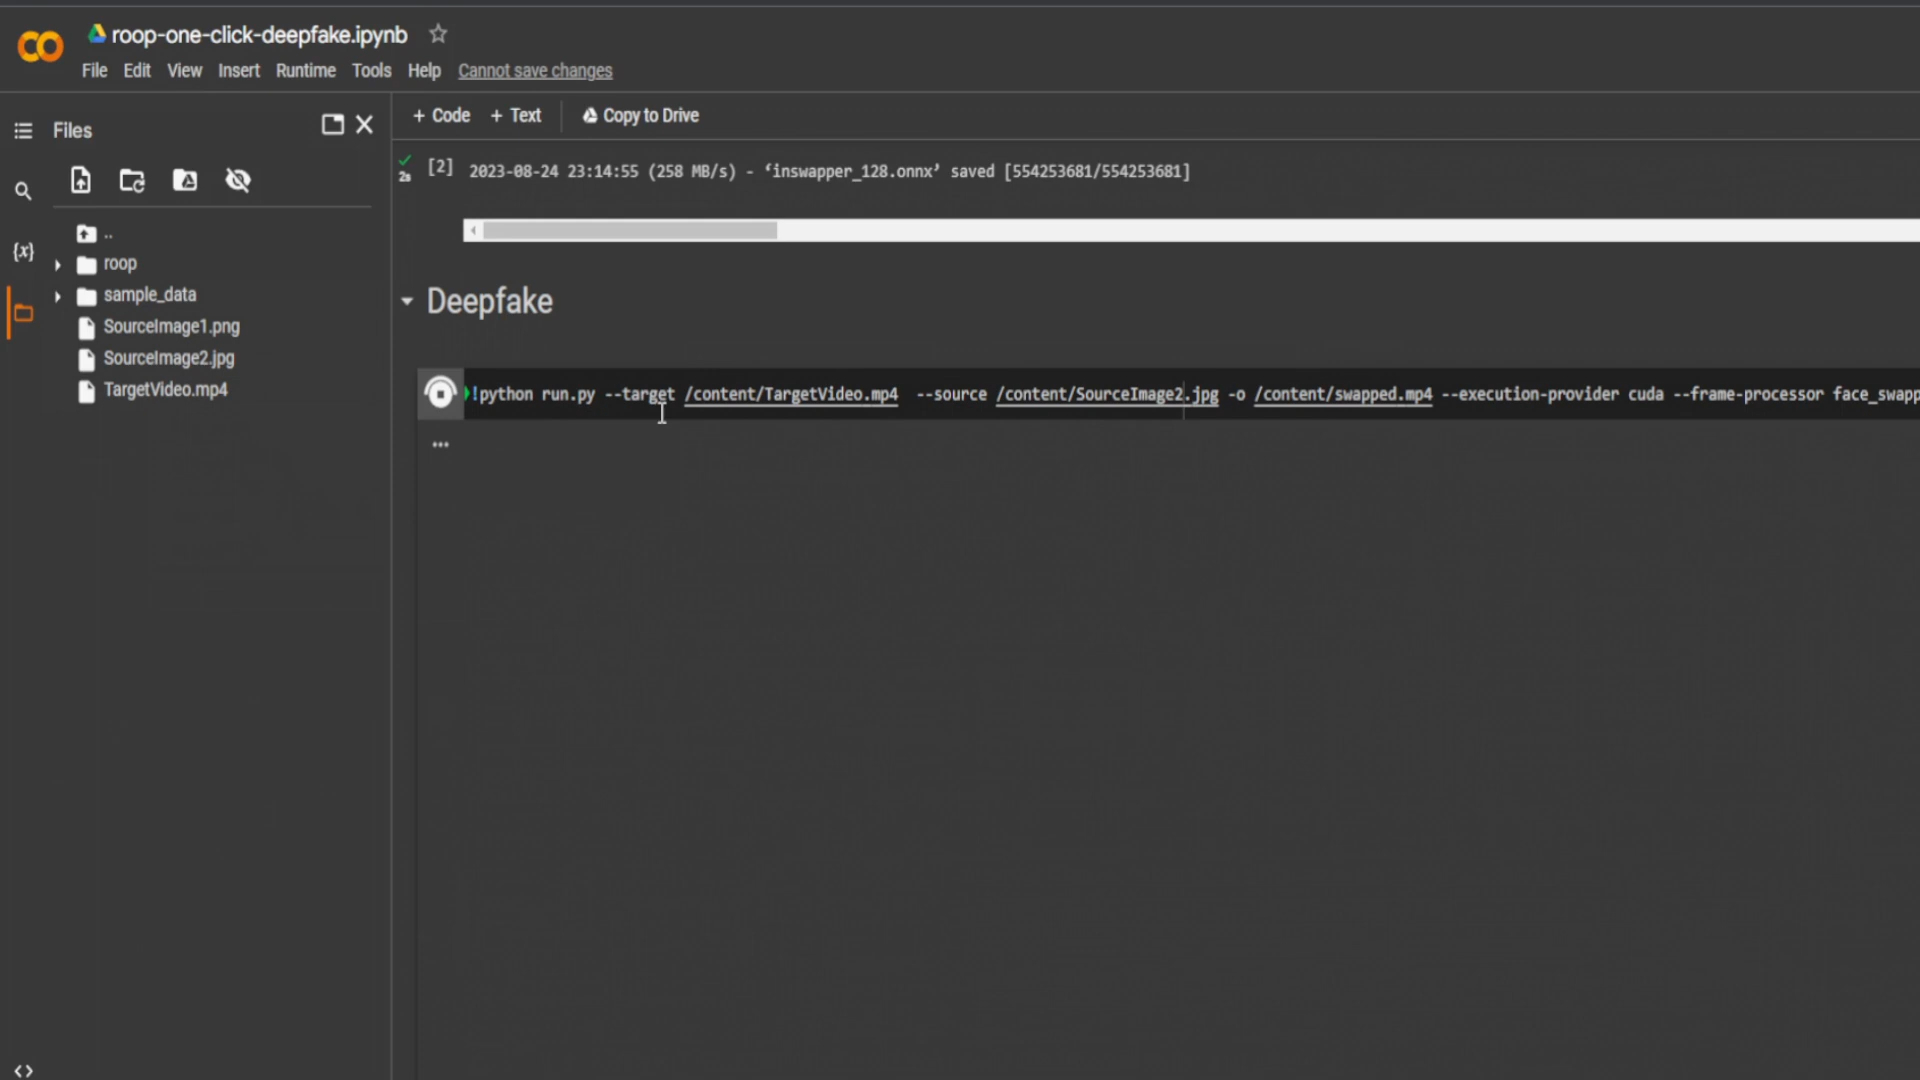 roop-one-click-deepfake.ipynb
File Edit View Insert Runtime Tools Help Cannot save changes
Files
+ Code + Text Copy to Drive
2s [2] 2023-08-24 23:14:55 (258 MB/s) - ‘inswapper_128.onnx’ saved [554253681/554253681]
{x}
..
roop
sample_data
SourceImage1.png
SourceImage2.jpg
TargetVideo.mp4
Deepfake
!python run.py --target /content/TargetVideo.mp4 --source /content/SourceImage2.jpg -o /content/swapped.mp4 --execution-provider cuda --frame-processor face_swapp
...
<>